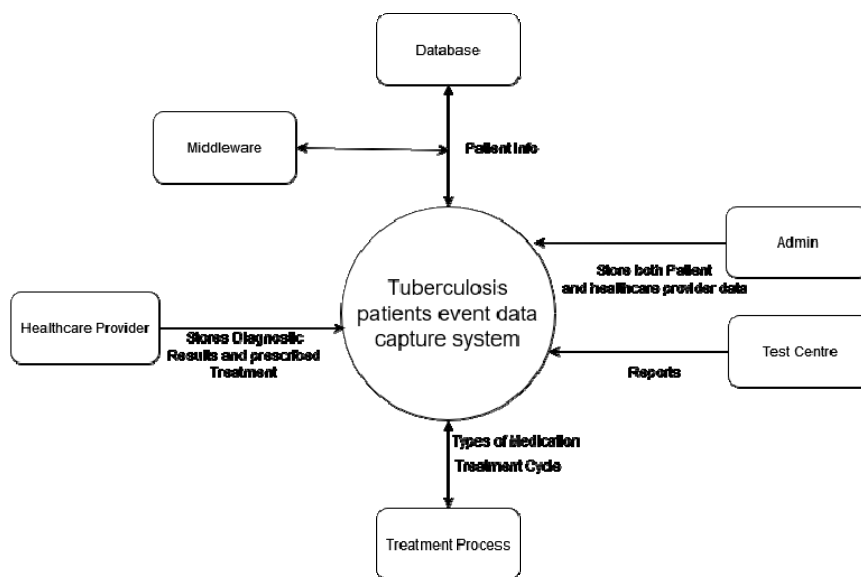 Database
Middleware
Patient Info
Admin
Store both Patient
and healthcare provider data
Tuberculosis
patients event data
capture system
Healthcare Provider
Stores Diagnostic
Results and prescribed
Treatment
Test Centre
Reports
Types of Medication
Treatment Cycle
Treatment Process